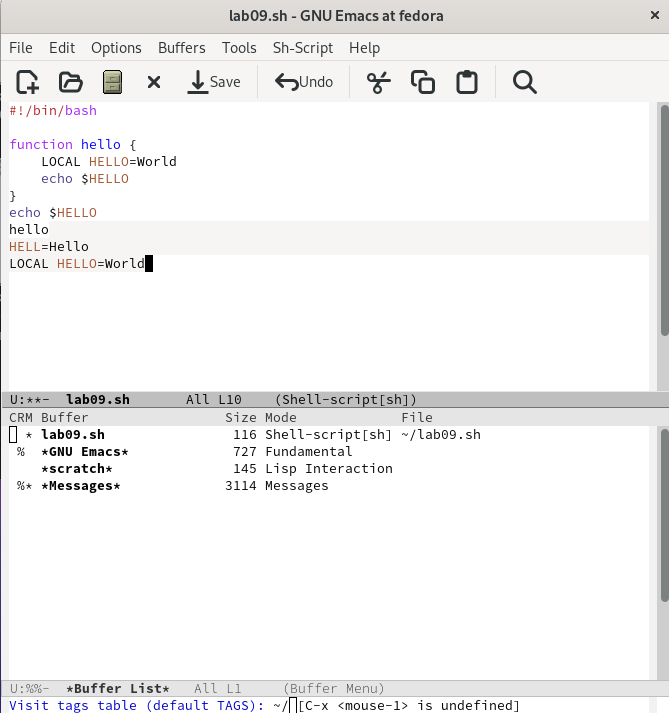 lab09.sh - GNU Emacs at fedora
File Edit Options Buffers Tools Sh-Script Help
Save Undo
#!/bin/bash
function hello {
    LOCAL HELLO=World
    echo $HELLO
}
echo $HELLO
hello
HELL=Hello
LOCAL HELLO=World
U:**-  lab09.sh       All L10    (Shell-script[sh])
CRM Buffer                 Size Mode             File
  * lab09.sh                116 Shell-script[sh] ~/lab09.sh
 %  *GNU Emacs*             727 Fundamental
    *scratch*               145 Lisp Interaction
 %* *Messages*             3114 Messages
U:%%-  *Buffer List*   All L1     (Buffer Menu)
Visit tags table (default TAGS): ~/ [C-x <mouse-1> is undefined]